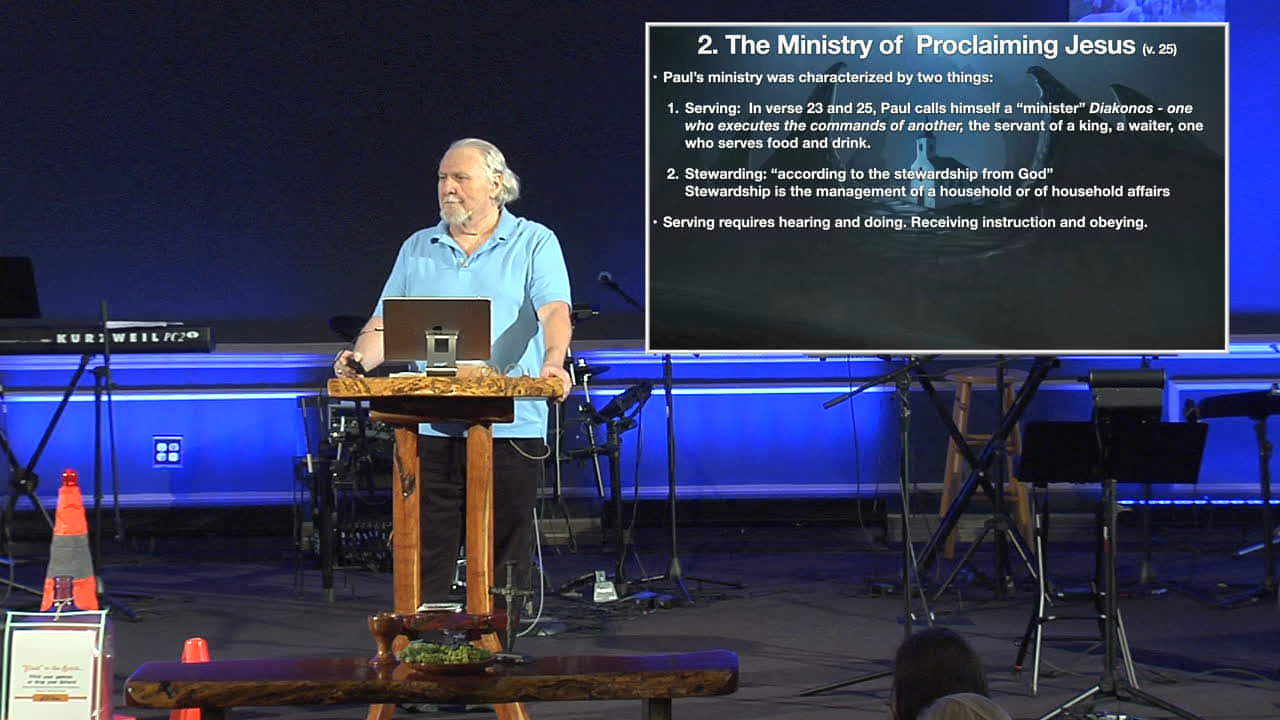 2. The Ministry of  Proclaiming Jesus (v. 25)
• Paul's ministry was characterized by two things:
1. Serving:  In verse 23 and 25, Paul calls himself a “minister” Diakonos - one
who executes the commands of another, the servant of a king, a waiter, one
who serves food and drink.
2. Stewarding: “according to the stewardship from God”
Stewardship is the management of a household or of household affairs
• Serving requires hearing and doing. Receiving instruction and obeying.
KURZWEIL PC2